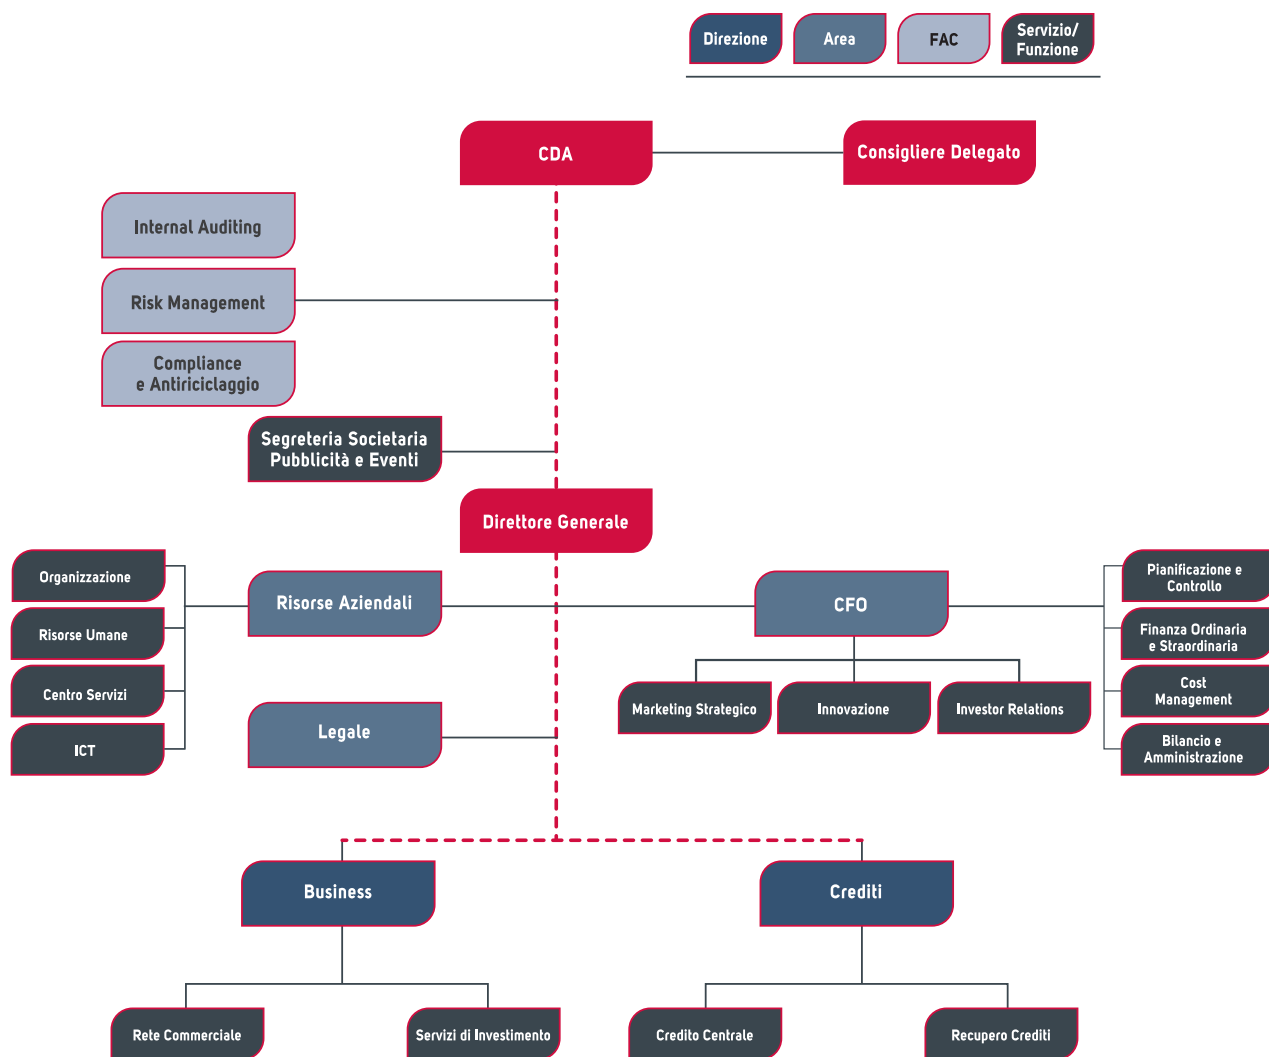 Direzione
Area
FAC
Servizio/
Funzione
CDA
Consigliere Delegato
Internal Auditing
Risk Management
Compliance
e Antiriciclaggio
Segreteria Societaria
Pubblicità e Eventi
Direttore Generale
Organizzazione
Risorse Umane
Centro Servizi
ICT
Risorse Aziendali
Legale
CFO
Marketing Strategico
Innovazione
Investor Relations
Pianificazione e
Controllo
Finanza Ordinaria
e Straordinaria
Cost
Management
Bilancio e
Amministrazione
Business
Crediti
Rete Commerciale
Servizi di Investimento
Credito Centrale
Recupero Crediti